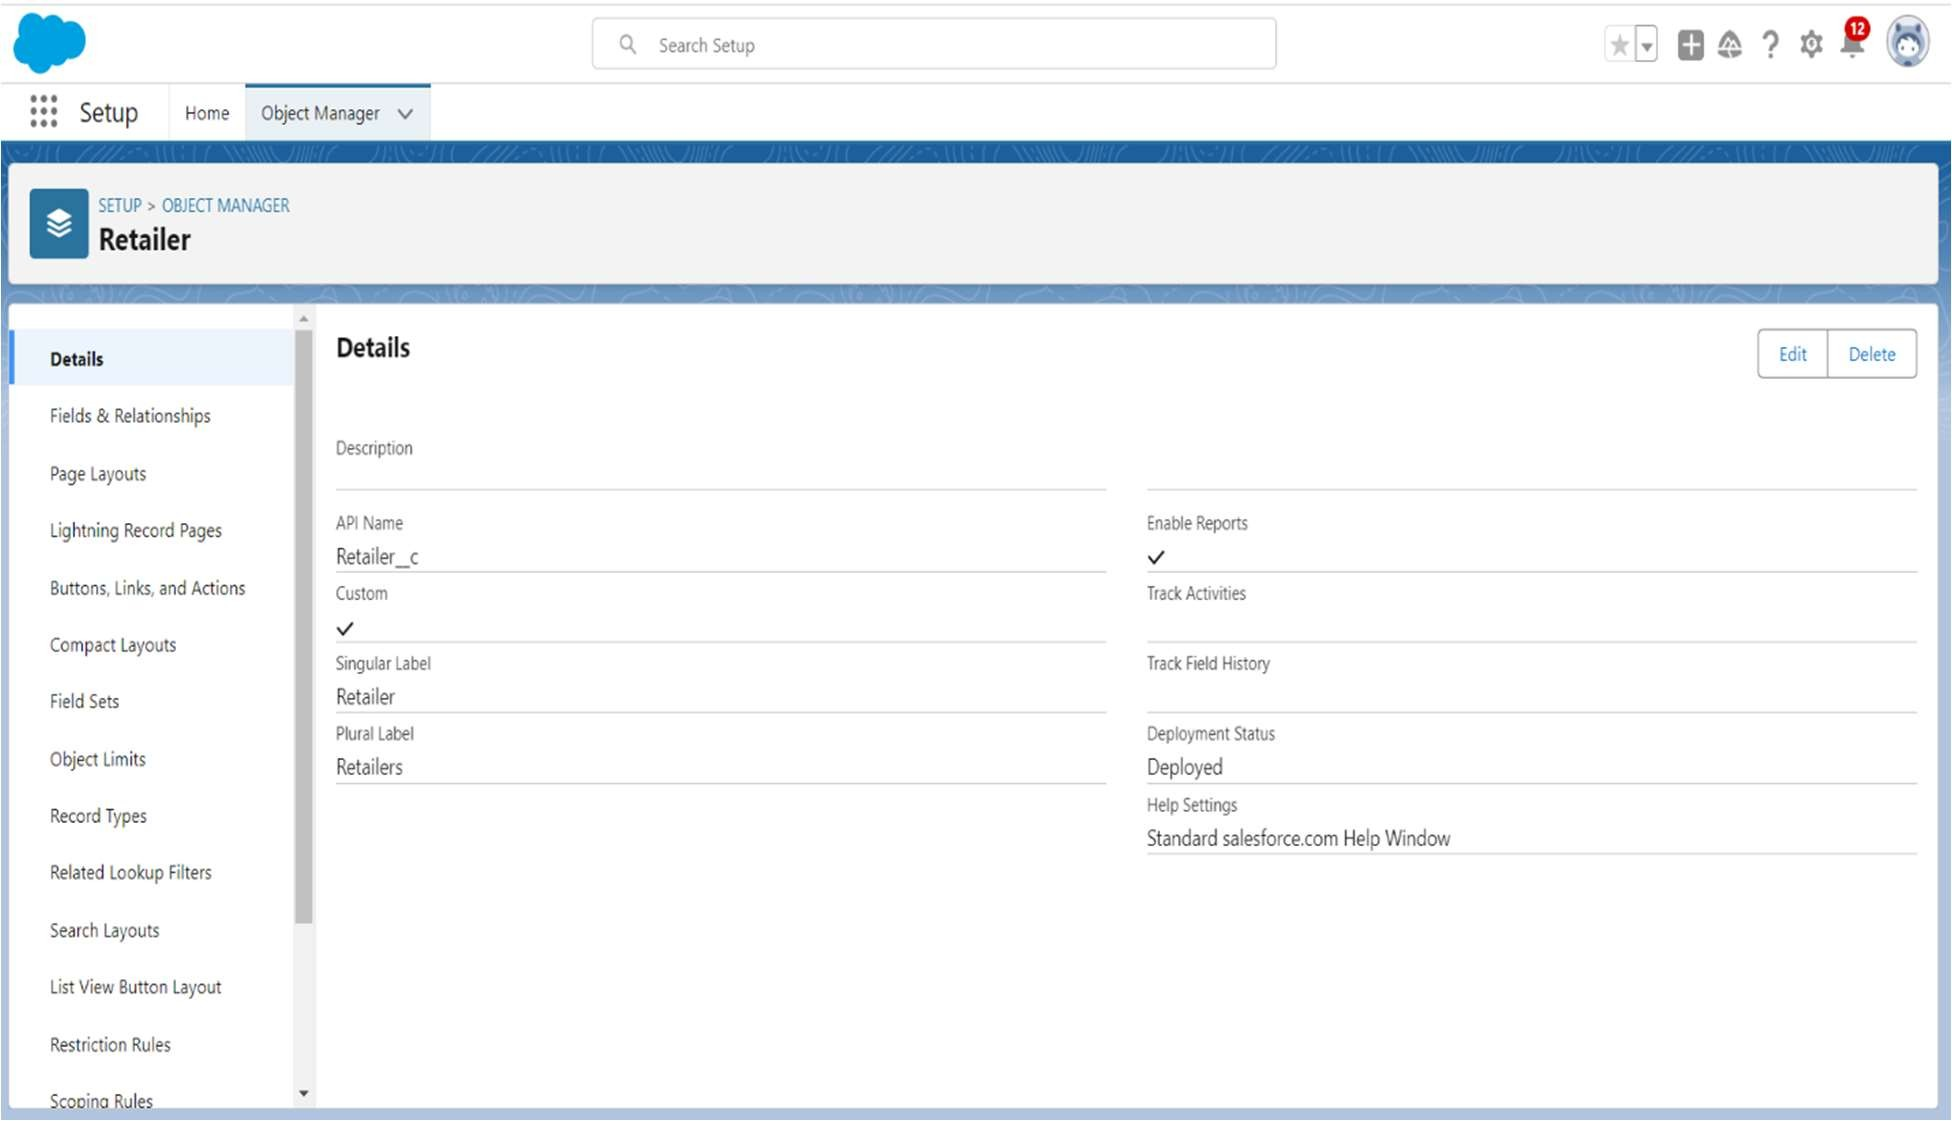 Search Setup
12
Setup
Home
Object Manager
SETUP > OBJECT MANAGER
Retailer
Details
Fields & Relationships
Page Layouts
Lightning Record Pages
Buttons, Links, and Actions
Compact Layouts
Field Sets
Object Limits
Record Types
Related Lookup Filters
Search Layouts
List View Button Layout
Restriction Rules
Scoping Rules
Details
Edit
Delete
Description
API Name
Retailer__c
Custom
Singular Label
Retailer
Plural Label
Retailers
Enable Reports
Track Activities
Track Field History
Deployment Status
Deployed
Help Settings
Standard salesforce.com Help Window